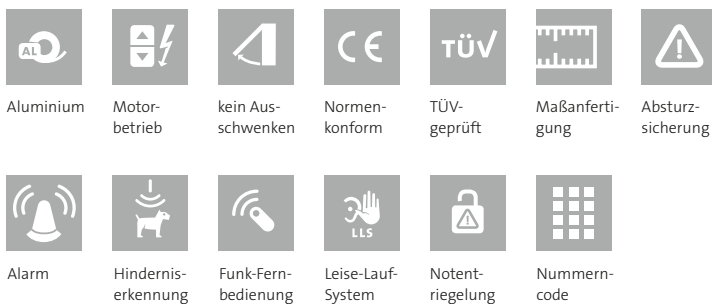 AL
CE
TÜV
Aluminium
Motor-
betrieb
kein Aus-
schwenken
Normen-
konform
TÜV-
geprüft
Maßanferti-
gung
Absturz-
sicherung
LLS
Alarm
Hindernis-
erkennung
Funk-Fern-
bedienung
Leise-Lauf-
System
Notent-
riegelung
Nummern-
code